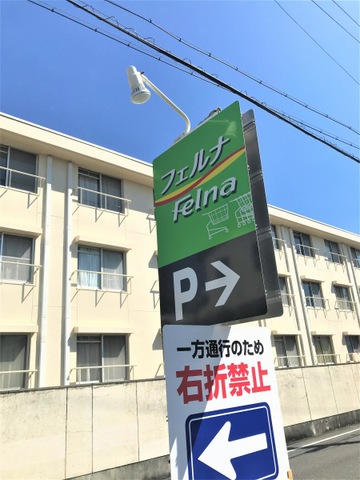 フェルナ
Felna
P→
一方通行のため
右折禁止